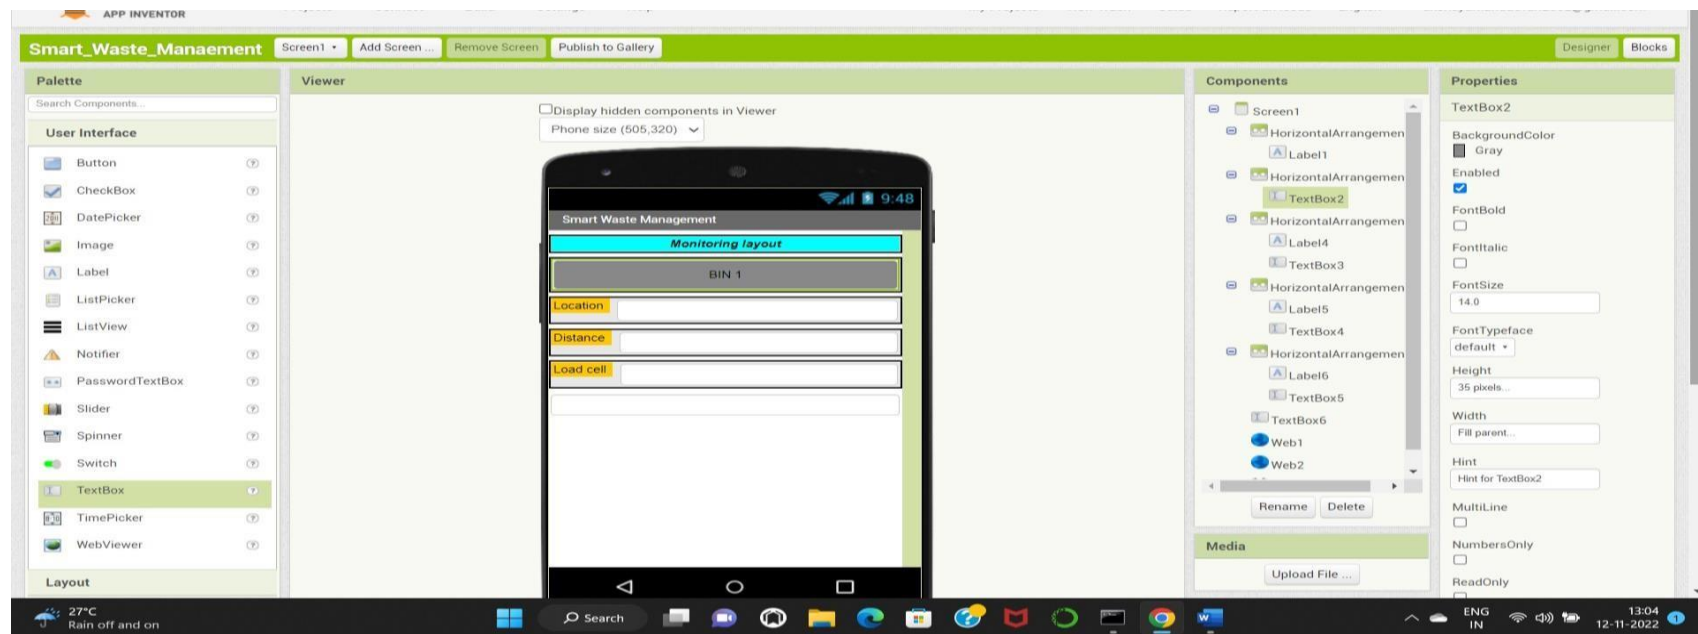 APP INVENTOR
Smart_Waste_Manaement
Screen1
Add Screen ...
Remove Screen
Publish to Gallery
Designer
Blocks
Palette
Search Components...
User Interface
Button
CheckBox
DatePicker
Image
Label
ListPicker
ListView
Notifier
PasswordTextBox
Slider
Spinner
Switch
TextBox
TimePicker
WebViewer
Layout
Viewer
Display hidden components in Viewer
Phone size (505,320)
9:48
Smart Waste Management
Monitoring layout
BIN 1
Location
Distance
Load cell
Components
Screen1
HorizontalArrangemen
Label1
HorizontalArrangemen
TextBox2
HorizontalArrangemen
Label4
TextBox3
HorizontalArrangemen
Label5
TextBox4
HorizontalArrangemen
Label6
TextBox5
TextBox6
Web1
Web2
Rename
Delete
Media
Upload File ...
Properties
TextBox2
BackgroundColor
Gray
Enabled
FontBold
FontItalic
FontSize
14.0
FontTypeface
default
Height
35 pixels...
Width
Fill parent...
Hint
Hint for TextBox2
MultiLine
NumbersOnly
ReadOnly
27°C
Rain off and on
Search
ENG
IN
13:04
12-11-2022
1